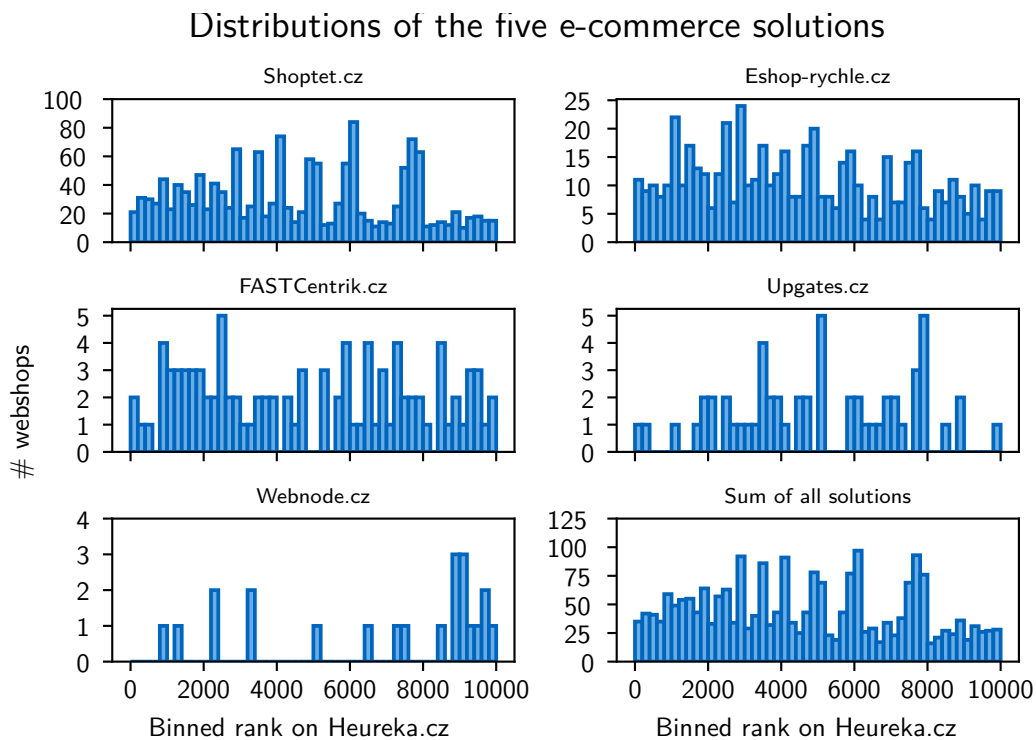 Distributions of the five e-commerce solutions
Shoptet.cz
100
80
60
40
20
0
Eshop-rychle.cz
25
20
15
10
5
0
FASTCentrik.cz
5
4
3
2
1
0
Upgates.cz
5
4
3
2
1
0
# webshops
Webnode.cz
4
3
2
1
0
0 2000 4000 6000 8000 10000
Binned rank on Heureka.cz
Sum of all solutions
125
100
75
50
25
0
0 2000 4000 6000 8000 10000
Binned rank on Heureka.cz